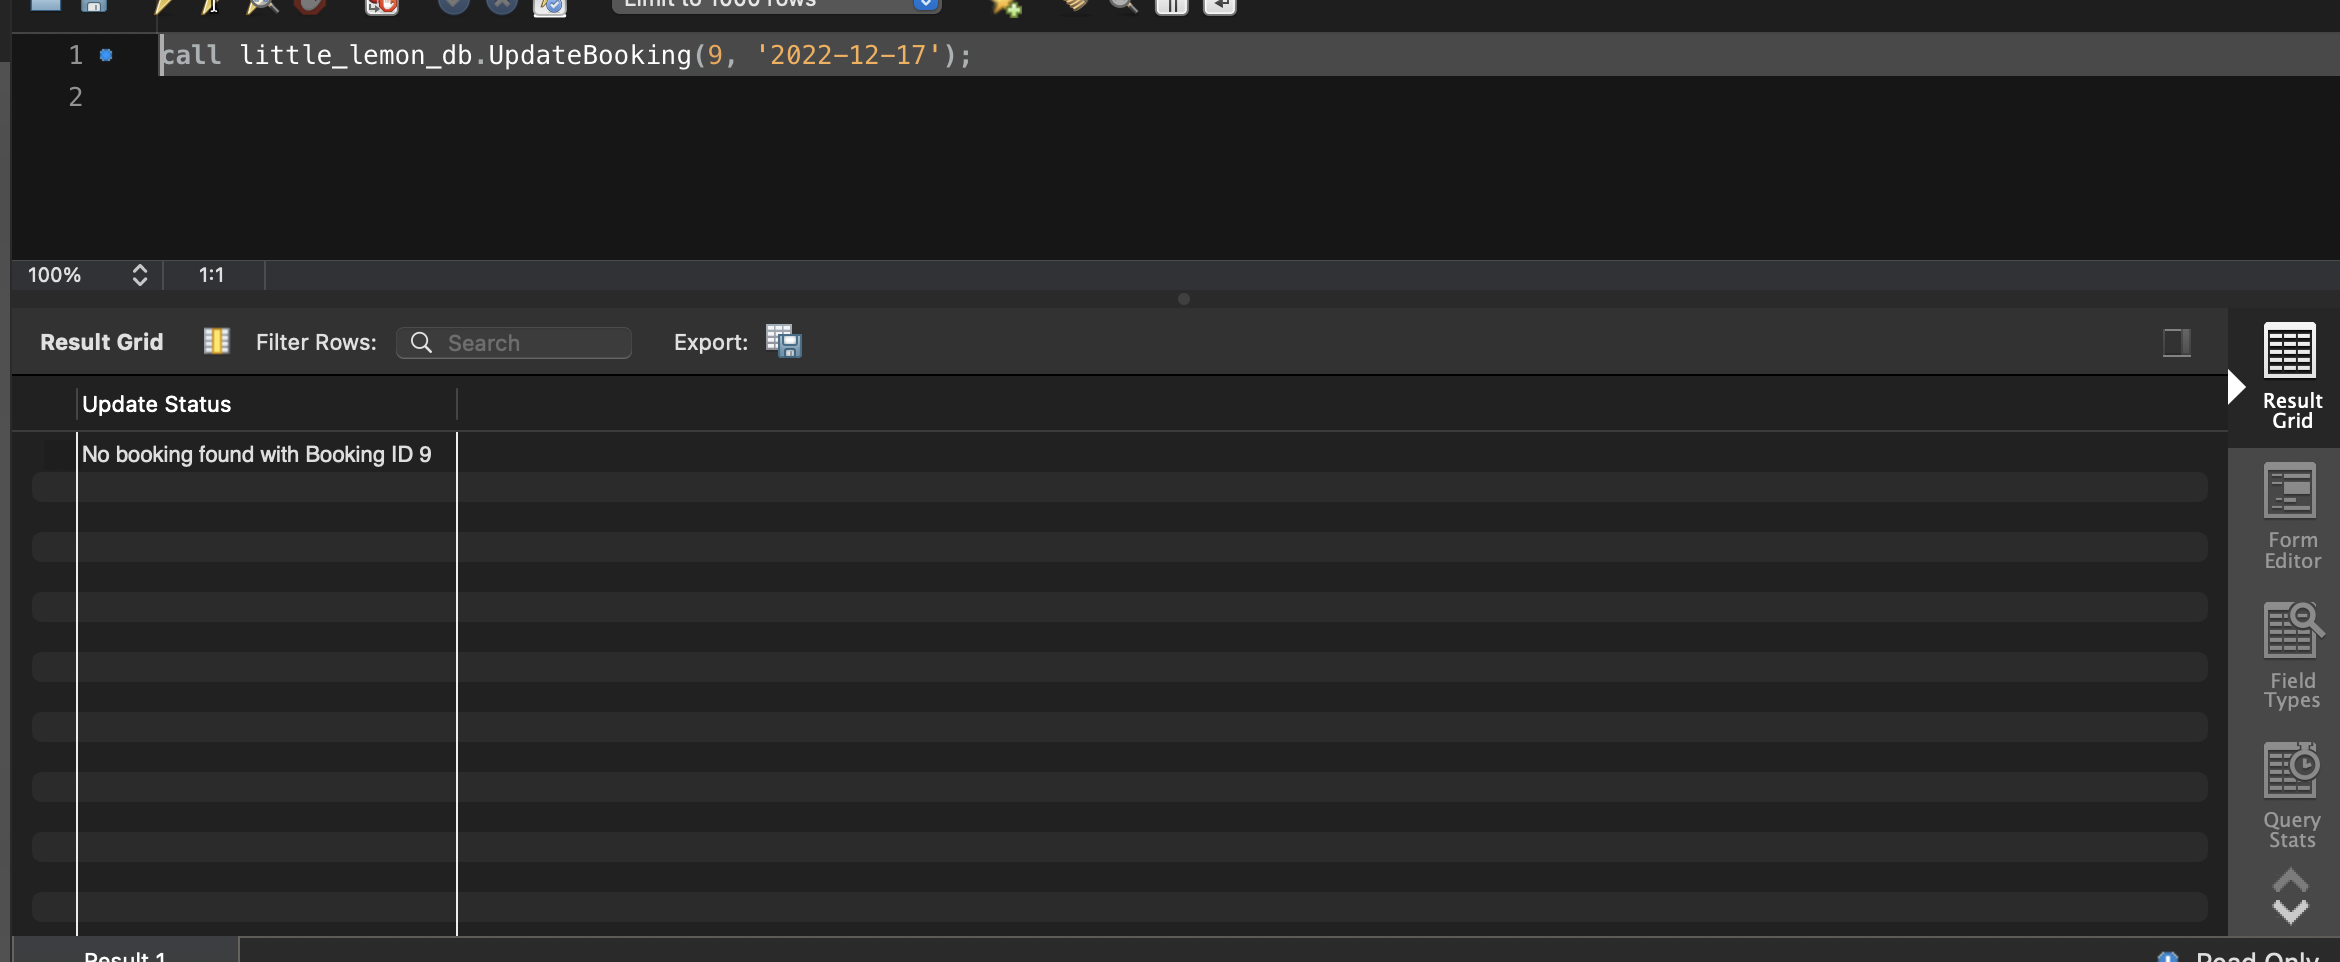 Limit to 1000 rows
1 call little_lemon_db.UpdateBooking(9, '2022-12-17');
2
100% 1:1
Result Grid Filter Rows: Search Export:
Update Status
No booking found with Booking ID 9
Result
Grid
Form
Editor
Field
Types
Query
Stats
Result 1 Read Only